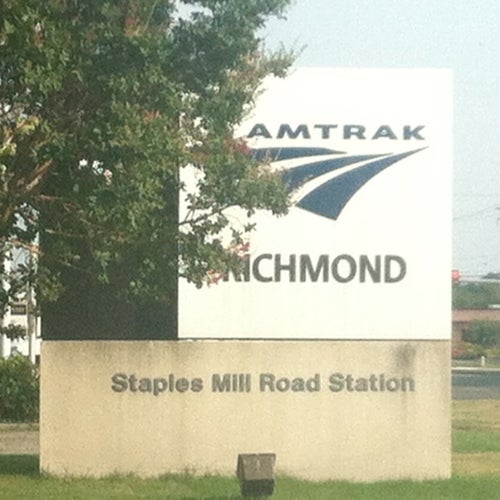 AMTRAK
RICHMOND
Staples Mill Road Station